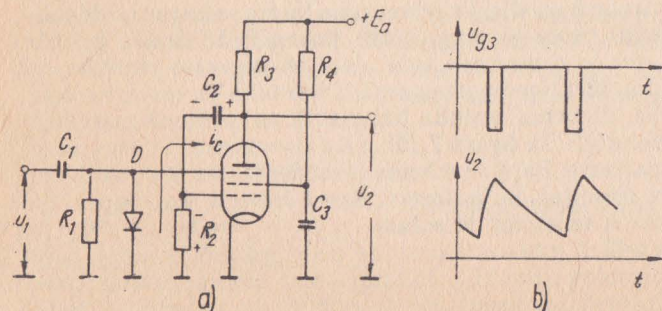 +Ea
R3
R4
C2
− +
ic
C1
D
u1
R1
−
R2
+
C3
u2
a)
ug3
t
u2
t
b)